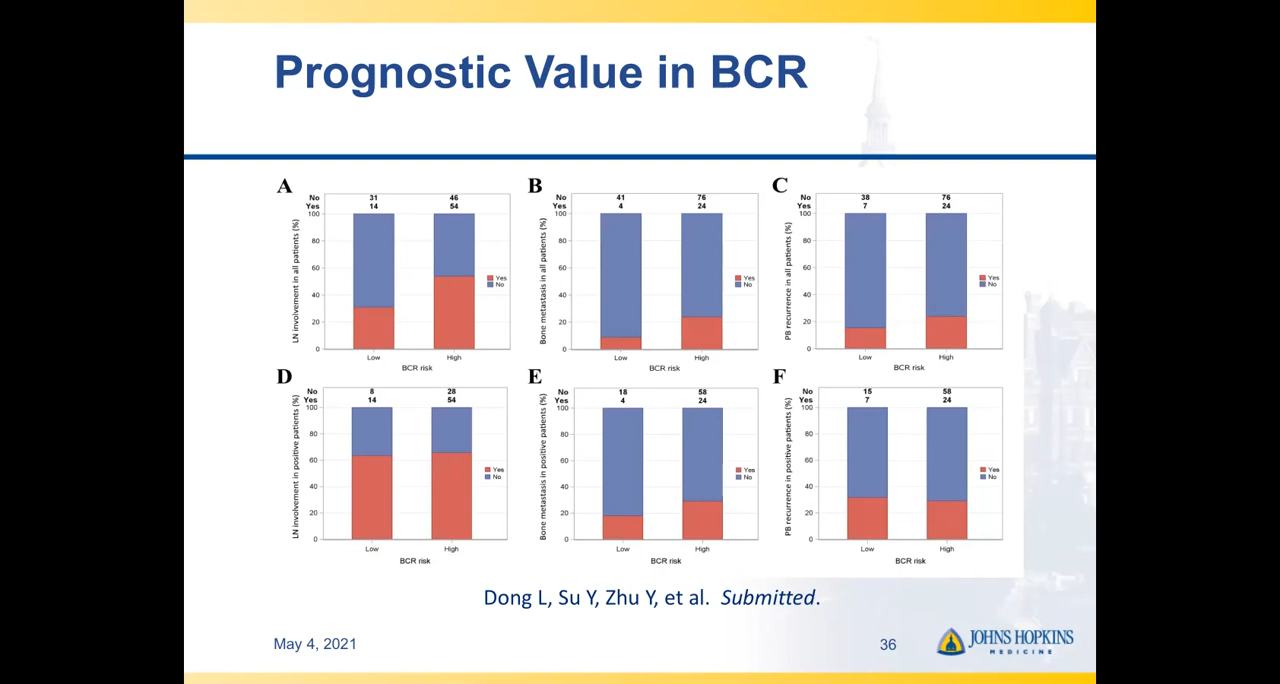 Prognostic Value in BCR
A
No 31 46
Yes 14 54
LN involvement in all patients (%)
100
80
60
40
20
0
Low High
BCR risk
Yes
No
B
No 41 76
Yes 4 24
Bone metastasis in all patients (%)
100
80
60
40
20
0
Low High
BCR risk
Yes
No
C
No 38 76
Yes 7 24
PB recurrence in all patients (%)
100
80
60
40
20
0
Low High
BCR risk
Yes
No
D
No 8 28
Yes 14 54
LN involvement in positive patients (%)
100
80
60
40
20
0
Low High
BCR risk
Yes
No
E
No 18 58
Yes 4 24
Bone metastasis in positive patients (%)
100
80
60
40
20
0
Low High
BCR risk
Yes
No
F
No 15 58
Yes 7 24
PB recurrence in positive patients (%)
100
80
60
40
20
0
Low High
BCR risk
Yes
No
Dong L, Su Y, Zhu Y, et al. Submitted.
May 4, 2021
36
JOHNS HOPKINS
MEDICINE